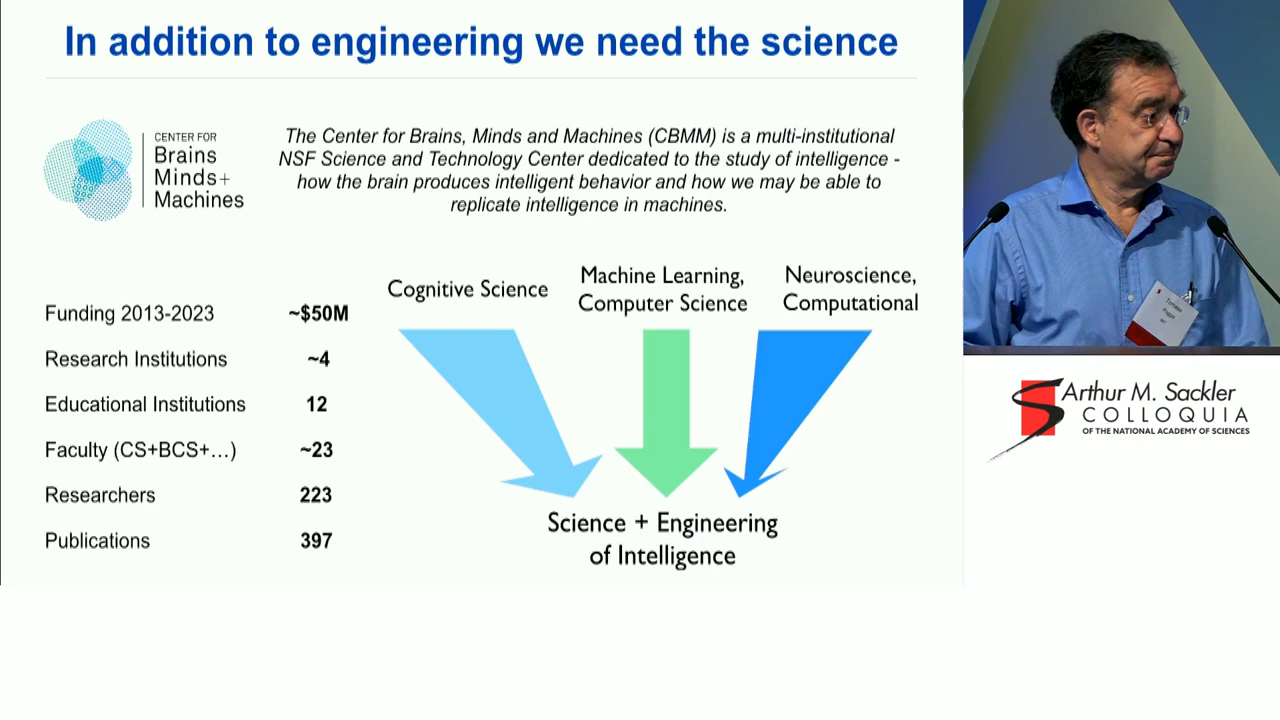 In addition to engineering we need the science
CENTER FOR
Brains
Minds+
Machines
The Center for Brains, Minds and Machines (CBMM) is a multi-institutional
NSF Science and Technology Center dedicated to the study of intelligence -
how the brain produces intelligent behavior and how we may be able to
replicate intelligence in machines.
Cognitive Science
Machine Learning,
Computer Science
Neuroscience,
Computational
Funding 2013-2023 ~$50M
Research Institutions ~4
Educational Institutions 12
Faculty (CS+BCS+…) ~23
Researchers 223
Publications 397
Science + Engineering
of Intelligence
Tomaso
Poggio
MIT
Arthur M. Sackler
COLLOQUIA
OF THE NATIONAL ACADEMY OF SCIENCES